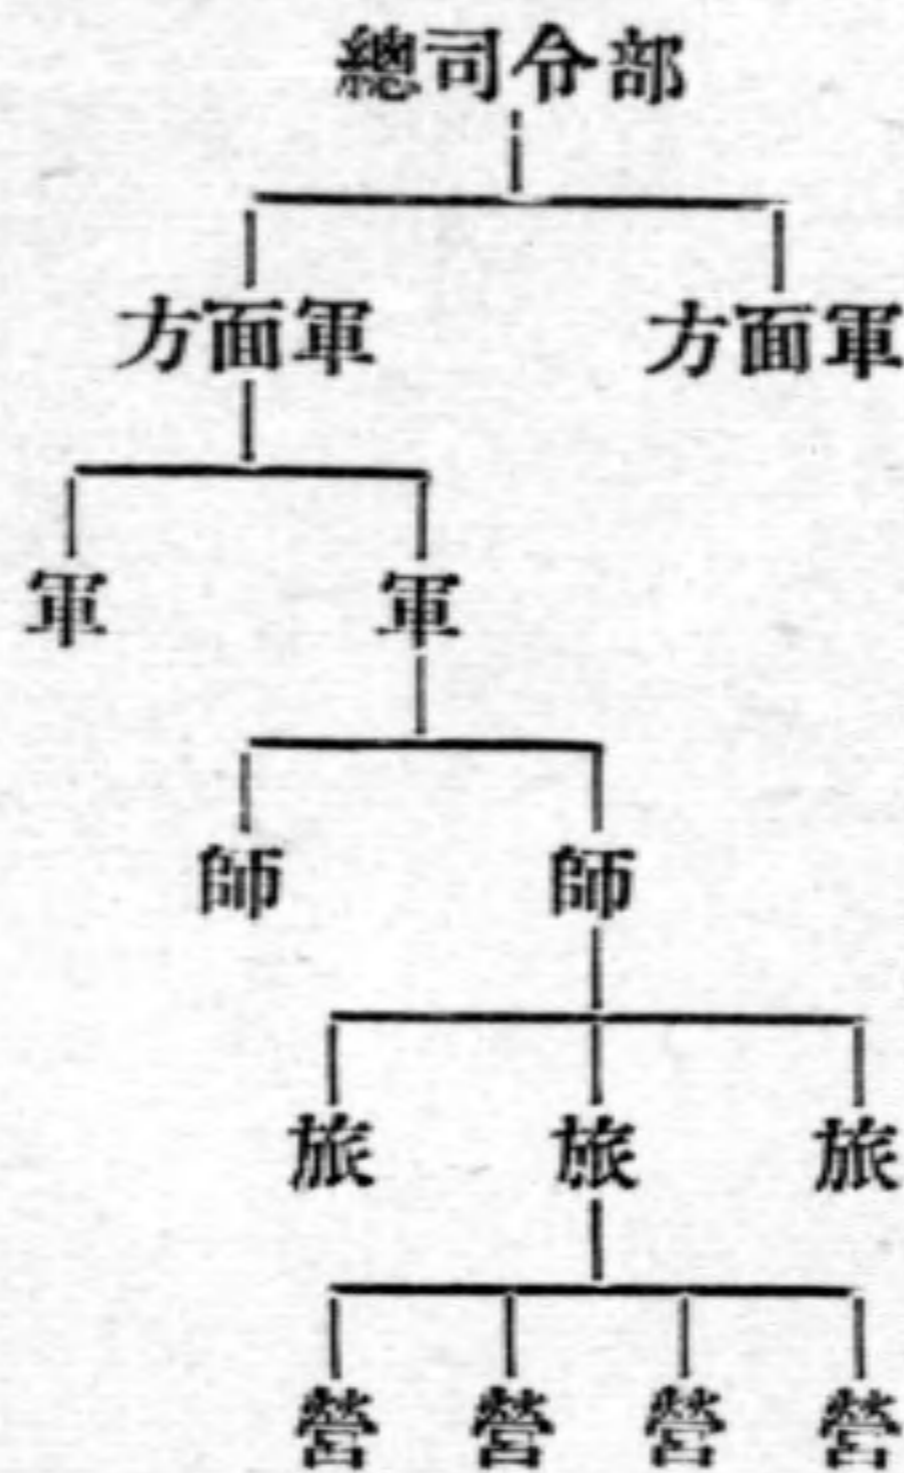 總司令部
方面軍 方面軍
軍 軍
師 師
旅 旅 旅
營 營 營 營